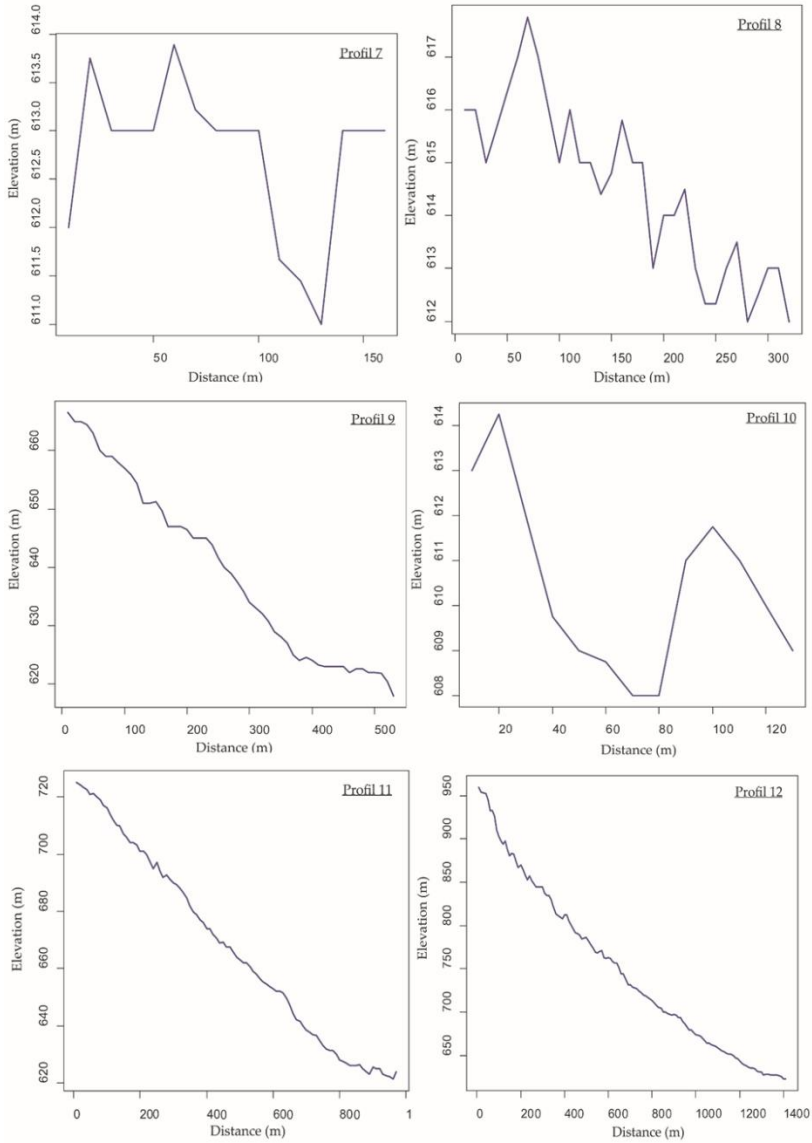 Profil 7
Elevation (m)
614.0
613.5
613.0
612.5
612.0
611.5
611.0
50 100 150
Distance (m)
Profil 8
Elevation (m)
617
616
615
614
613
612
0 50 100 150 200 250 300
Distance (m)
Profil 9
Elevation (m)
660
650
640
630
620
0 100 200 300 400 500
Distance (m)
Profil 10
Elevation (m)
614
613
612
611
610
609
608
20 40 60 80 100 120
Distance (m)
Profil 11
Elevation (m)
720
700
680
660
640
620
0 200 400 600 800 1
Distance (m)
Profil 12
Elevation (m)
950
900
850
800
750
700
650
0 200 400 600 800 1000 1200 1400
Distance (m)